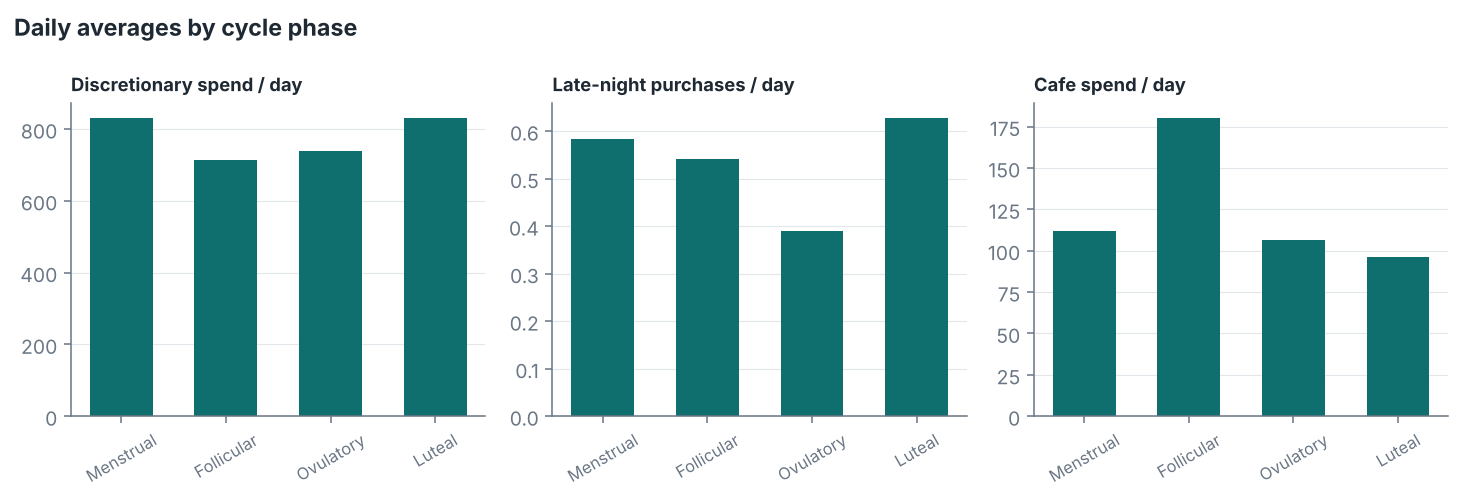 Daily averages by cycle phase
Discretionary spend / day
800
600
400
200
0
Menstrual
Follicular
Ovulatory
Luteal
Late-night purchases / day
0.6
0.5
0.4
0.3
0.2
0.1
0.0
Menstrual
Follicular
Ovulatory
Luteal
Cafe spend / day
175
150
125
100
75
50
25
0
Menstrual
Follicular
Ovulatory
Luteal